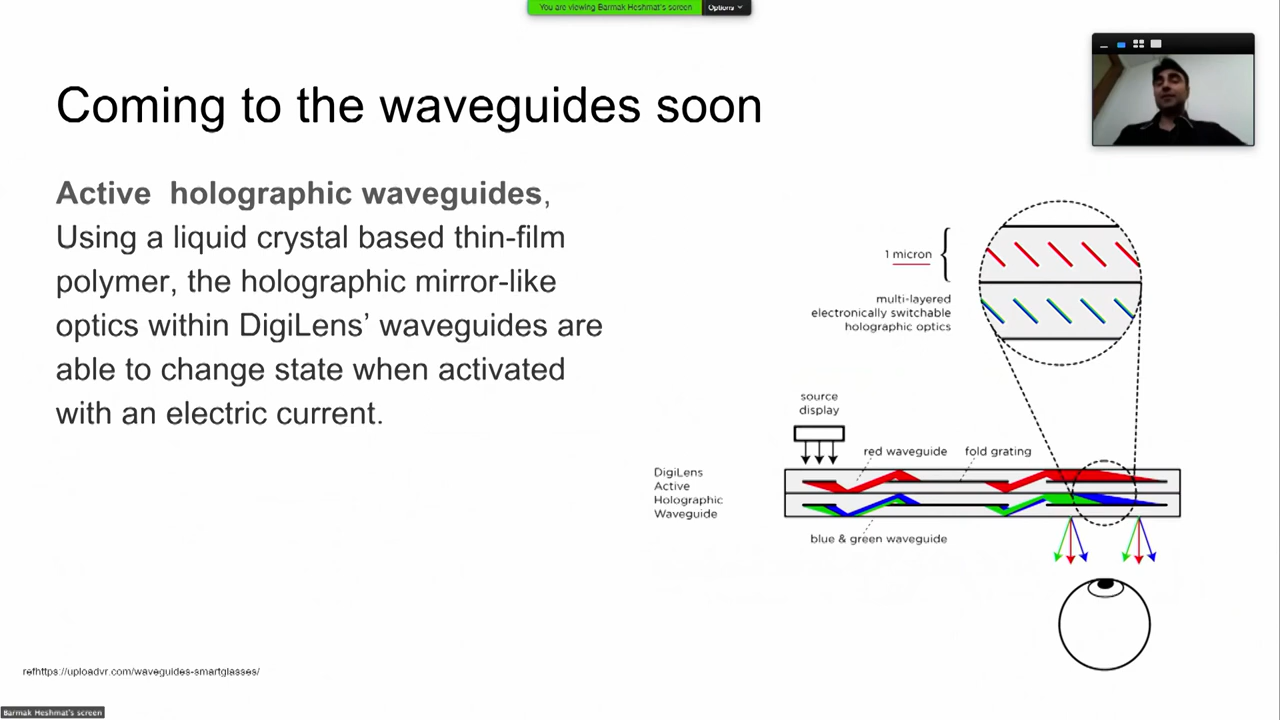 You are viewing Barmak Heshmat's screen
Options
Coming to the waveguides soon
Active holographic waveguides,
Using a liquid crystal based thin-film
polymer, the holographic mirror-like
optics within DigiLens’ waveguides are
able to change state when activated
with an electric current.
1 micron
multi-layered
electronically switchable
holographic optics
source
display
red waveguide
fold grating
DigiLens
Active
Holographic
Waveguide
blue & green waveguide
refhttps://uploadvr.com/waveguides-smartglasses/
Barmak Heshmat's screen